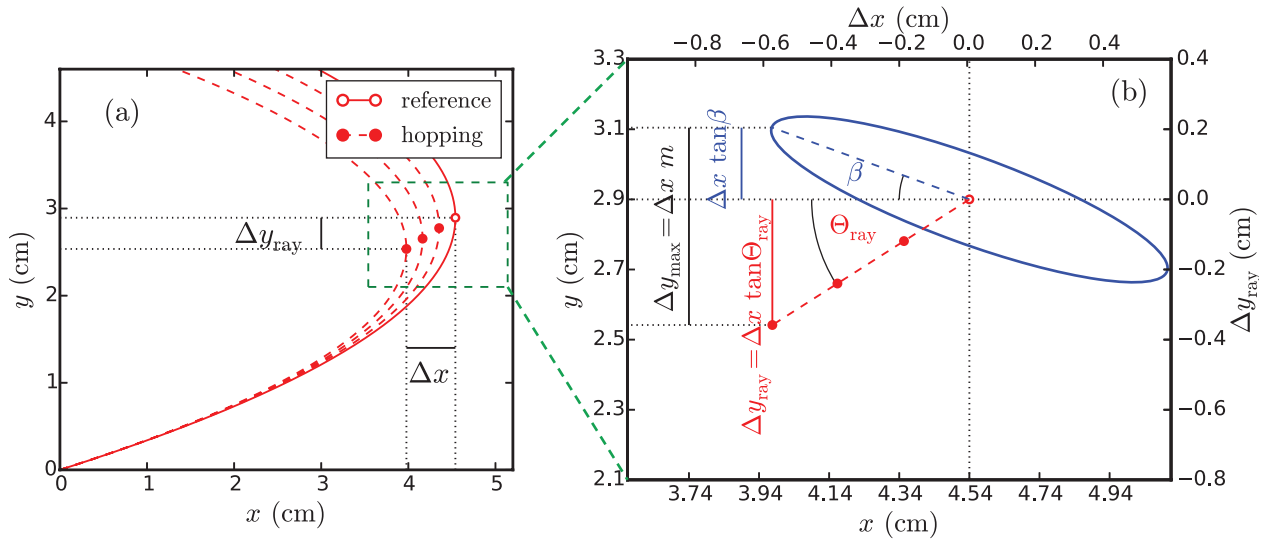 (a)
reference
hopping
Δy_ray
Δx
y (cm)
4
3
2
1
0
0 1 2 3 4 5
x (cm)
Δx (cm)
−0.8 −0.6 −0.4 −0.2 0.0 0.2 0.4
(b)
y (cm)
3.3
3.1
2.9
2.7
2.5
2.3
2.1
Δy_max = Δx m
Δx tanβ
Δy_ray = Δx tanΘ_ray
β
Θ_ray
0.4
0.2
0.0
−0.2
−0.4
−0.6
−0.8
Δy_ray (cm)
3.74 3.94 4.14 4.34 4.54 4.74 4.94
x (cm)